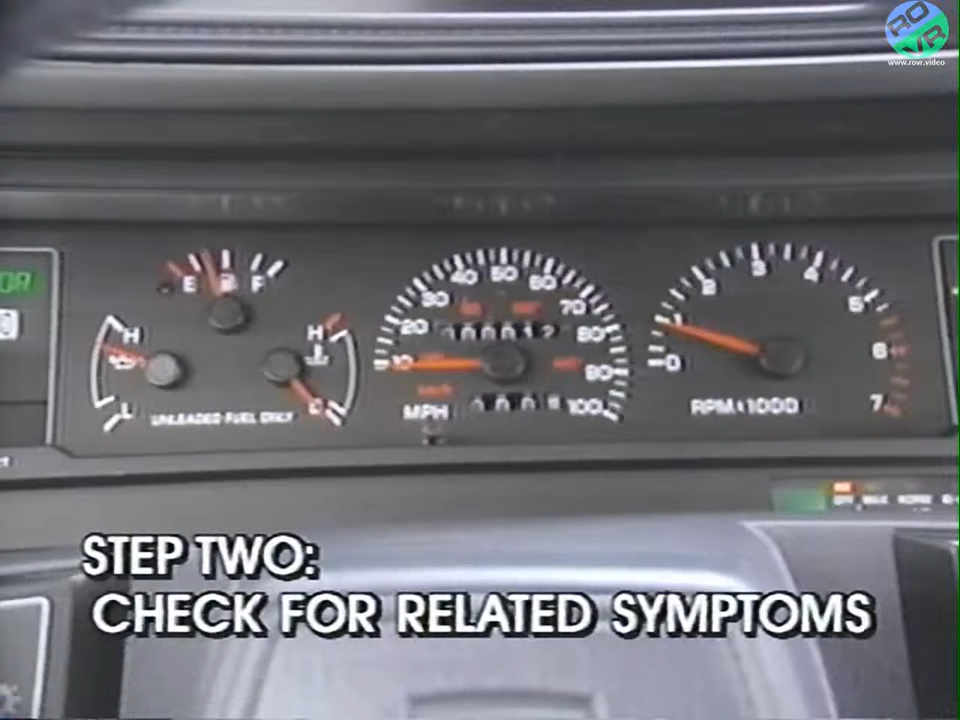 ROVR
www.rovr.video
E F
H
L
H
C
UNLEADED FUEL ONLY
10 20 30 40 50 60 70 80 90 100
MPH
0 1 2 3 4 5 6 7
RPM x 1000
STEP TWO:
CHECK FOR RELATED SYMPTOMS